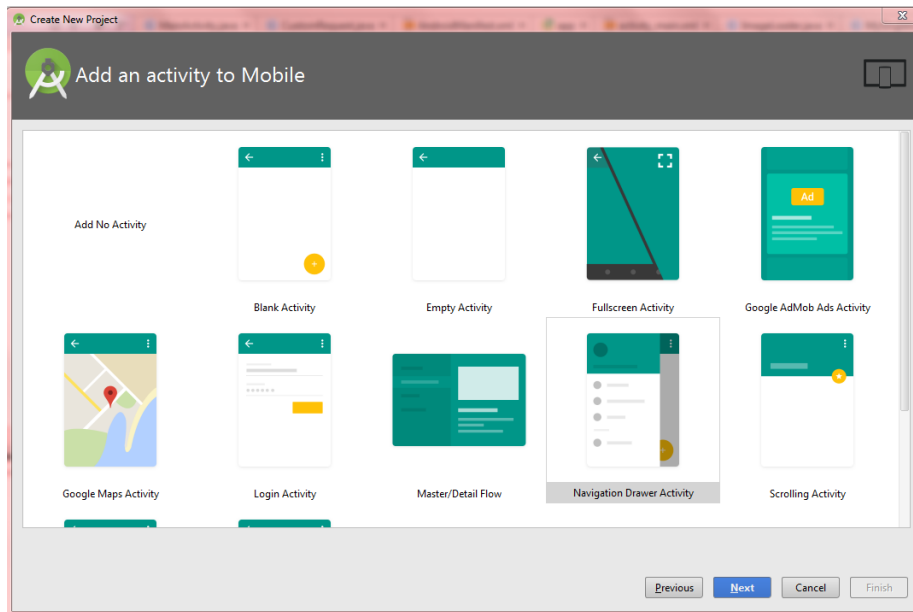 Create New Project
Add an activity to Mobile
Add No Activity
Blank Activity
Empty Activity
Fullscreen Activity
Ad
Google AdMob Ads Activity
Google Maps Activity
Login Activity
Master/Detail Flow
Navigation Drawer Activity
Scrolling Activity
Previous
Next
Cancel
Finish